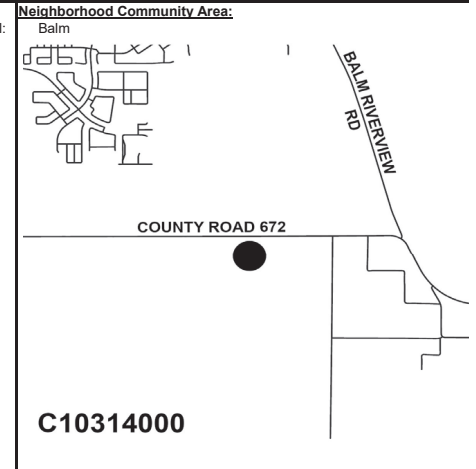 Neighborhood Community Area:
Balm
BALM RIVERVIEW
RD
COUNTY ROAD 672
C10314000